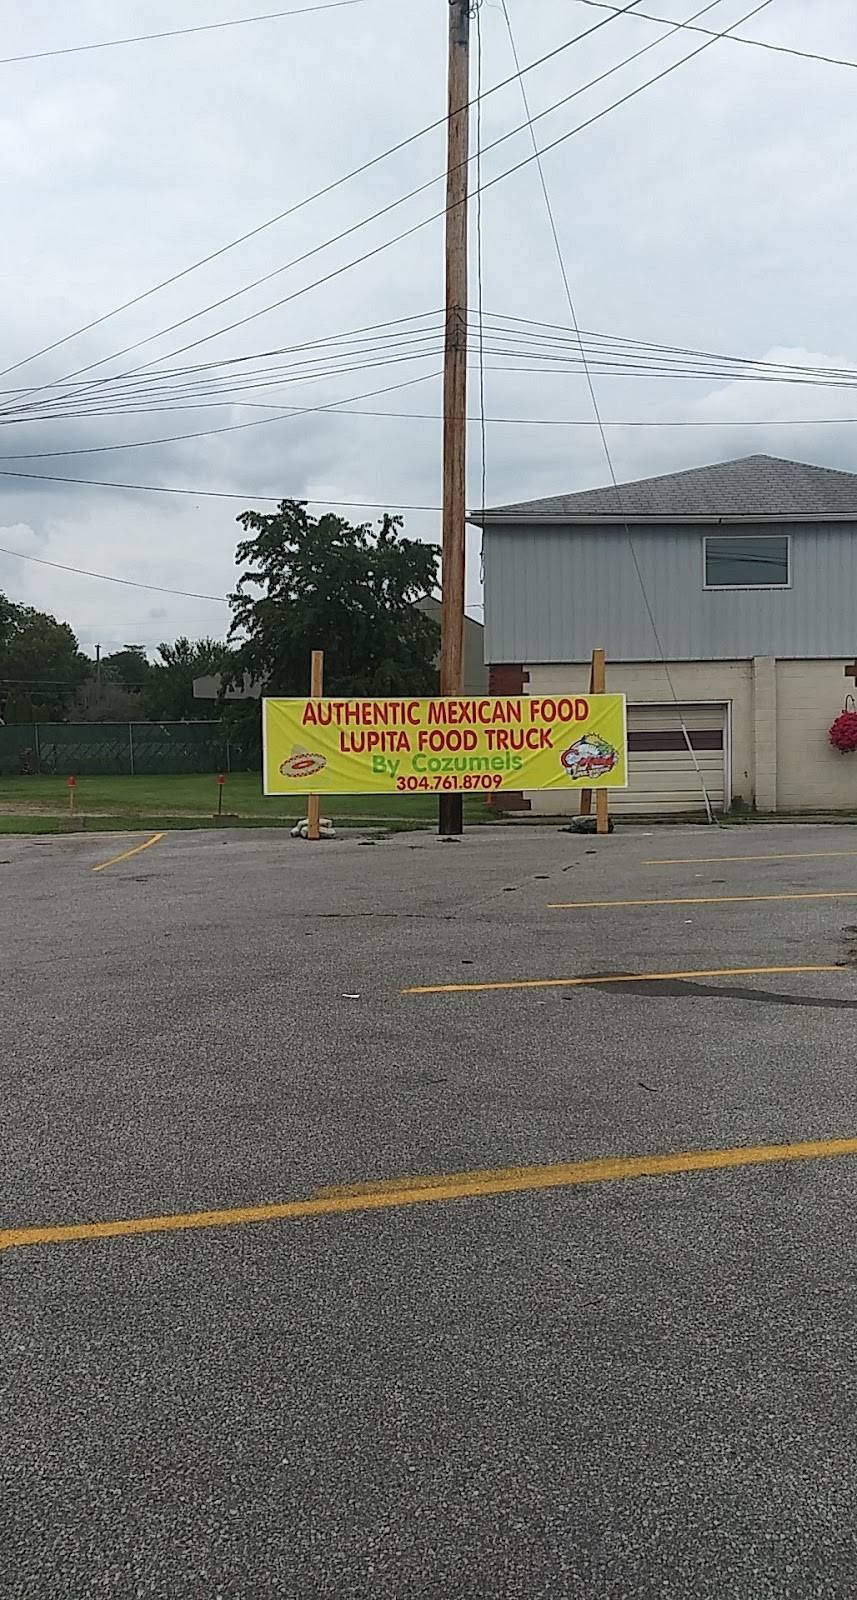 AUTHENTIC MEXICAN FOOD
LUPITA FOOD TRUCK
By Cozumels
304.761.8709